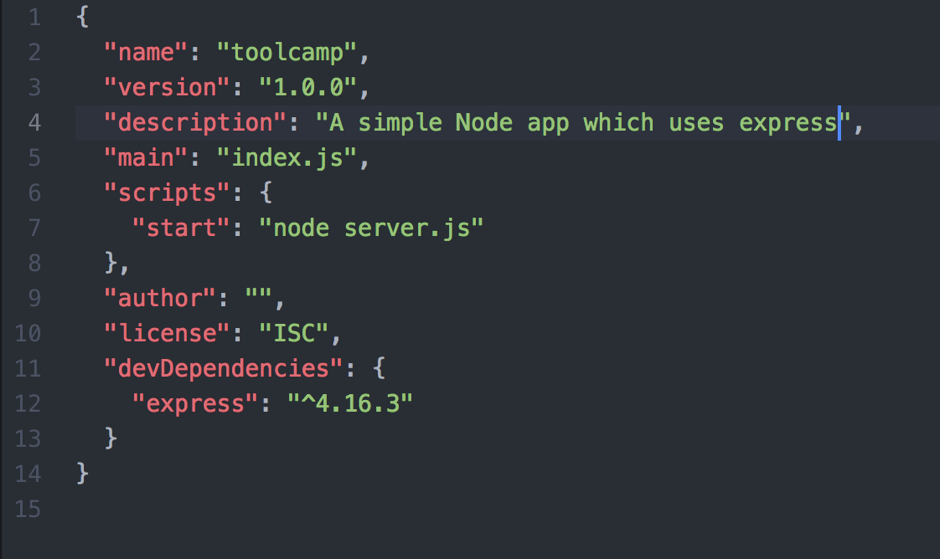 1 {
2   "name": "toolcamp",
3   "version": "1.0.0",
4   "description": "A simple Node app which uses express",
5   "main": "index.js",
6   "scripts": {
7     "start": "node server.js"
8   },
9   "author": "",
10   "license": "ISC",
11   "devDependencies": {
12     "express": "^4.16.3"
13   }
14 }
15